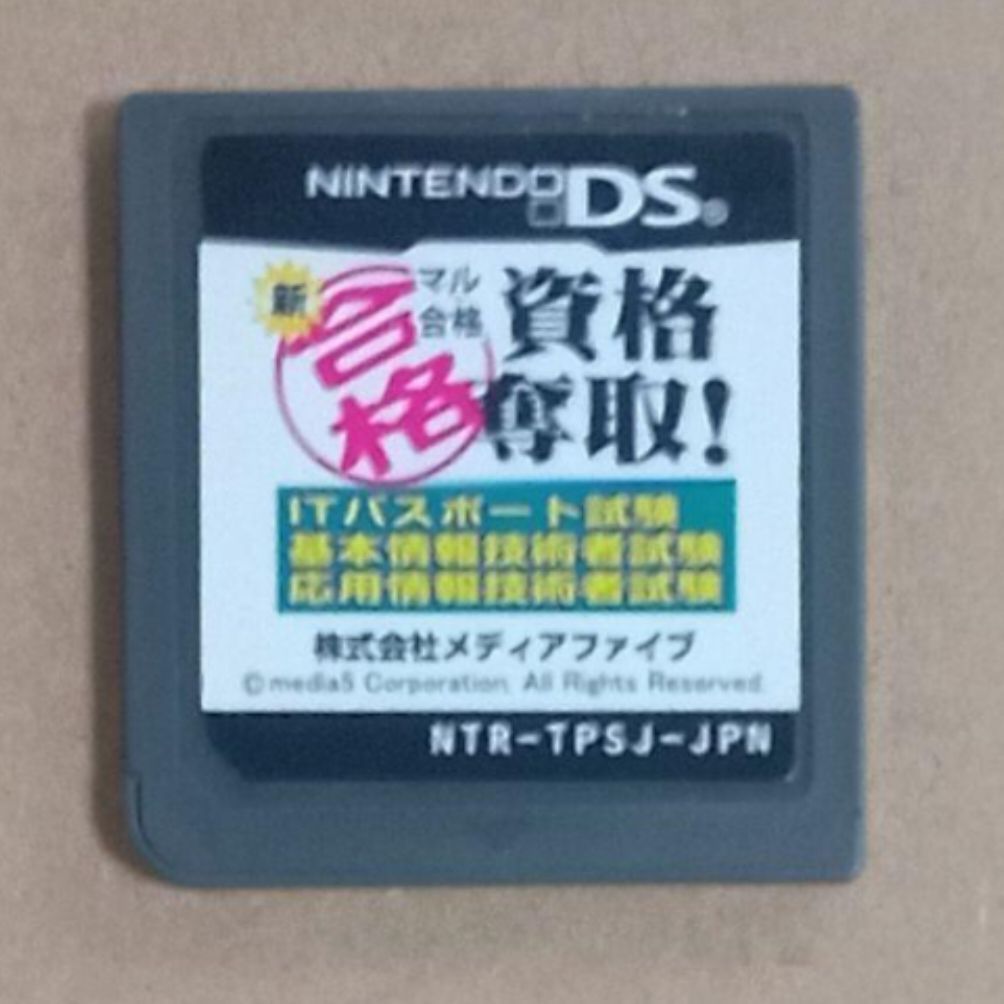 NINTENDO DS®
新
合格
マル
合格
資格
奪取!
ITパスポート試験
基本情報技術者試験
応用情報技術者試験
株式会社メディアファイブ
©media5 Corporation. All Rights Reserved.
NTR-TPSJ-JPN